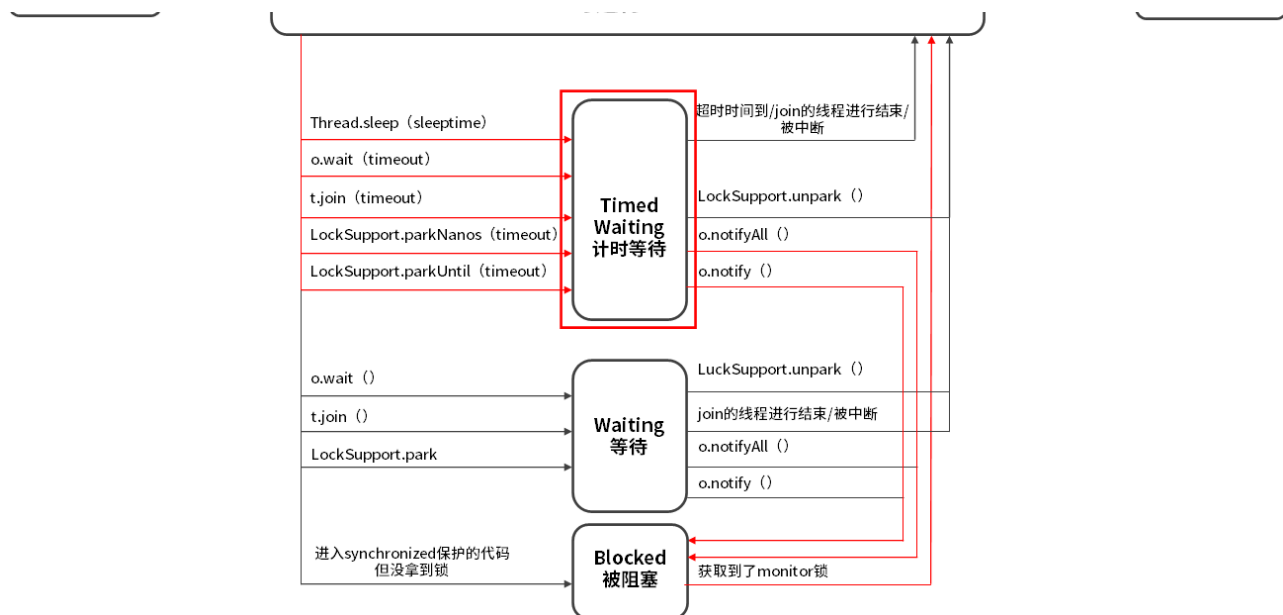 Thread.sleep（sleeptime）
o.wait（timeout）
t.join（timeout）
LockSupport.parkNanos（timeout）
LockSupport.parkUntil（timeout）
Timed
Waiting
计时等待
超时时间到/join的线程进行结束/
被中断
LockSupport.unpark（）
o.notifyAll（）
o.notify（）
o.wait（）
t.join（）
LockSupport.park
Waiting
等待
LuckSupport.unpark（）
join的线程进行结束/被中断
o.notifyAll（）
o.notify（）
进入synchronized保护的代码
但没拿到锁
Blocked
被阻塞
获取到了monitor锁